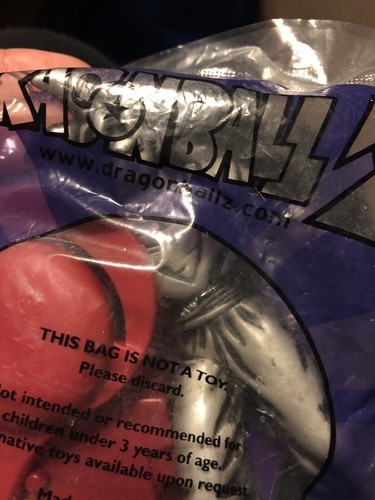 DRAGONBALL Z
www.dragonballz.com
THIS BAG IS NOT A TOY.
Please discard.
Not intended or recommended for
children under 3 years of age.
native toys available upon request.
Mad